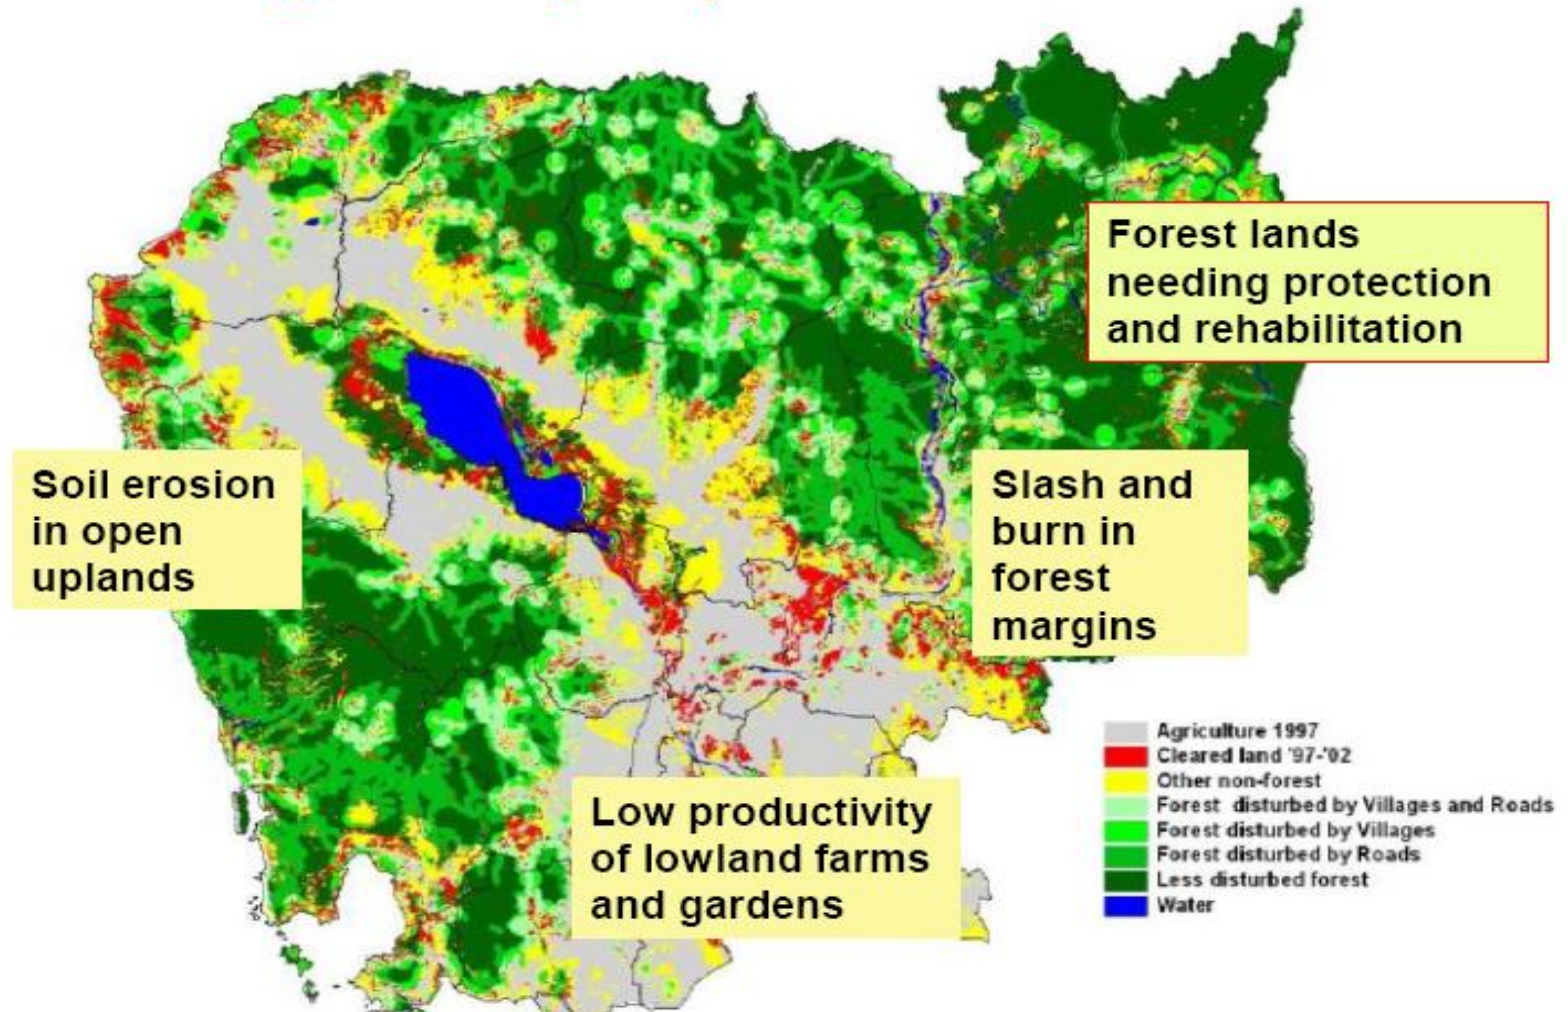 Forest lands
needing protection
and rehabilitation
Soil erosion
in open
uplands
Slash and
burn in
forest
margins
Low productivity
of lowland farms
and gardens
Agriculture 1997
Cleared land '97-'02
Other non-forest
Forest disturbed by Villages and Roads
Forest disturbed by Villages
Forest disturbed by Roads
Less disturbed forest
Water